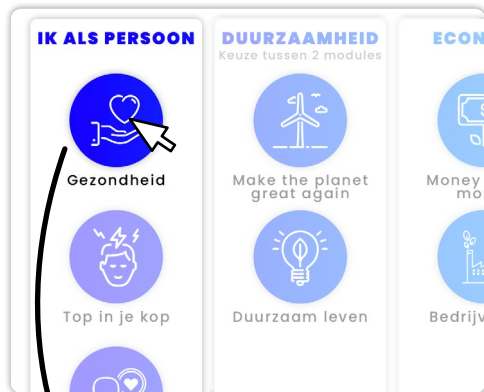 IK ALS PERSOON
Gezondheid
Top in je kop
DUURZAAMHEID
Keuze tussen 2 modules
Make the planet
great again
Duurzaam leven
ECON
Money
mo
Bedrijv